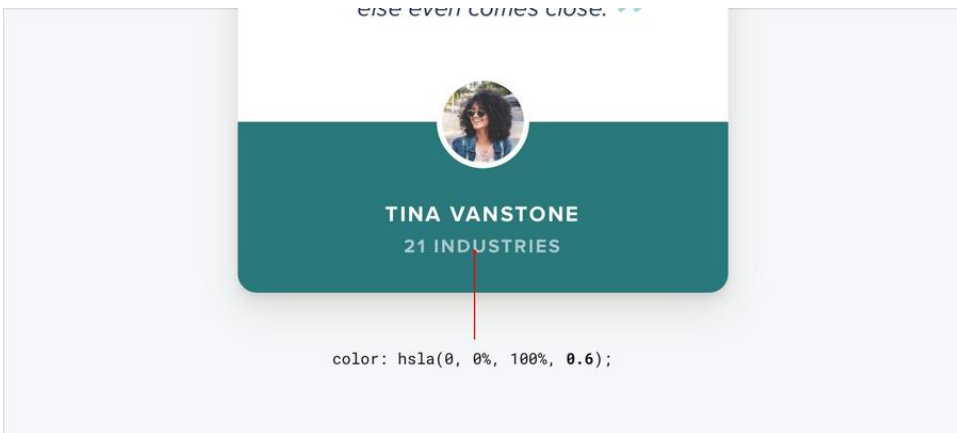 else even comes close. ”
TINA VANSTONE
21 INDUSTRIES
color: hsla(0, 0%, 100%, 0.6);